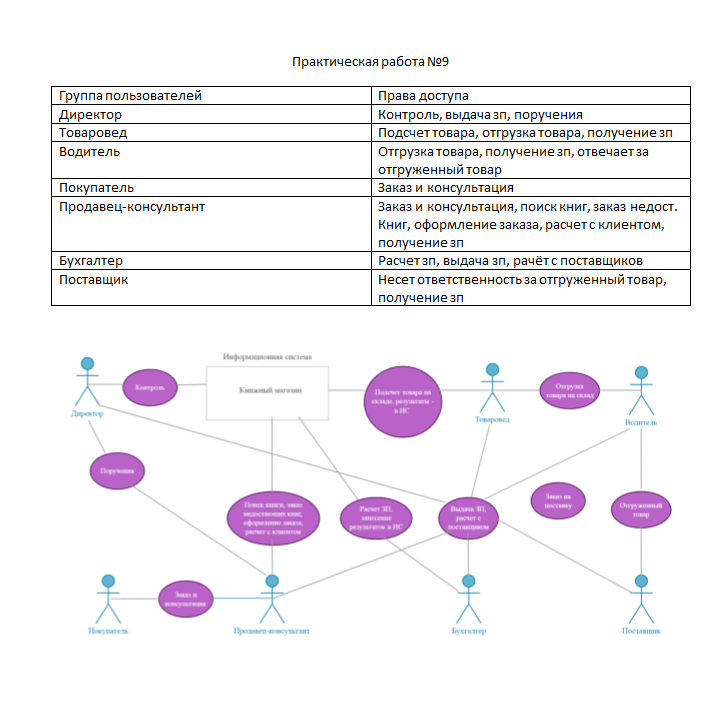 Практическая работа №9
Группа пользователей
Права доступа
Директор
Контроль, выдача зп, поручения
Товаровед
Подсчет товара, отгрузка товара, получение зп
Водитель
Отгрузка товара, получение зп, отвечает за
отгруженный товар
Покупатель
Заказ и консультация
Продавец-консультант
Заказ и консультация, поиск книг, заказ недост.
Книг, оформление заказа, расчет с клиентом,
получение зп
Бухгалтер
Расчет зп, выдача зп, рачёт с поставщиков
Поставщик
Несет ответственность за отгруженный товар,
получение зп
Информационная система
Директор
Контроль
Книжный магазин
Подсчет товара на
складе, результаты -
в ИС
Товаровед
Отгрузка
товара на склад
Водитель
Поручения
Поиск книги, заказ
недостающих книг,
оформление заказа,
расчет с клиентом
Расчет ЗП,
занесение
результатов в ИС
Выдача ЗП,
расчет с
поставщиком
Заказ на
поставку
Отгруженный
товар
Покупатель
Заказ и
консультация
Продавец-консультант
Бухгалтер
Поставщик